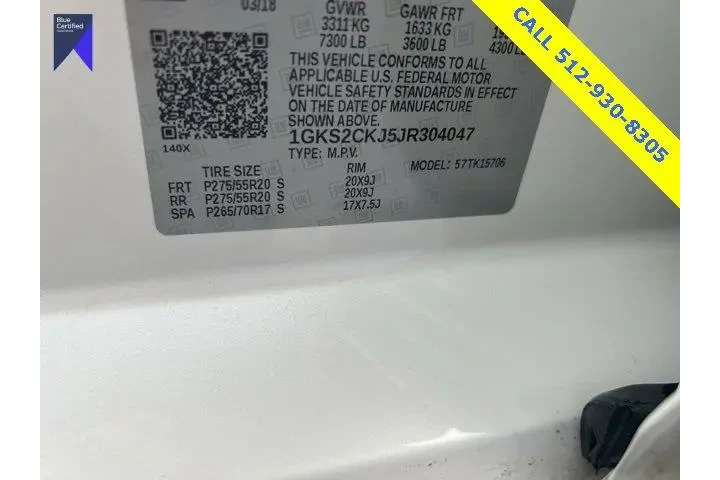 Blue
Certified
03/18
GVWR
GAWR FRT
3311 KG
1633 KG
7300 LB
3600 LB
4300 LB
THIS VEHICLE CONFORMS TO ALL
APPLICABLE U.S. FEDERAL MOTOR
VEHICLE SAFETY STANDARDS IN EFFECT
ON THE DATE OF MANUFACTURE
SHOWN ABOVE.
1GKS2CKJ5JR304047
140X
TYPE: M.P.V.
MODEL: 57TK15706
TIRE SIZE
RIM
FRT P275/55R20 S 20X9J
RR P275/55R20 S 20X9J
SPA P265/70R17 S 17X7.5J
CALL 512-930-8305